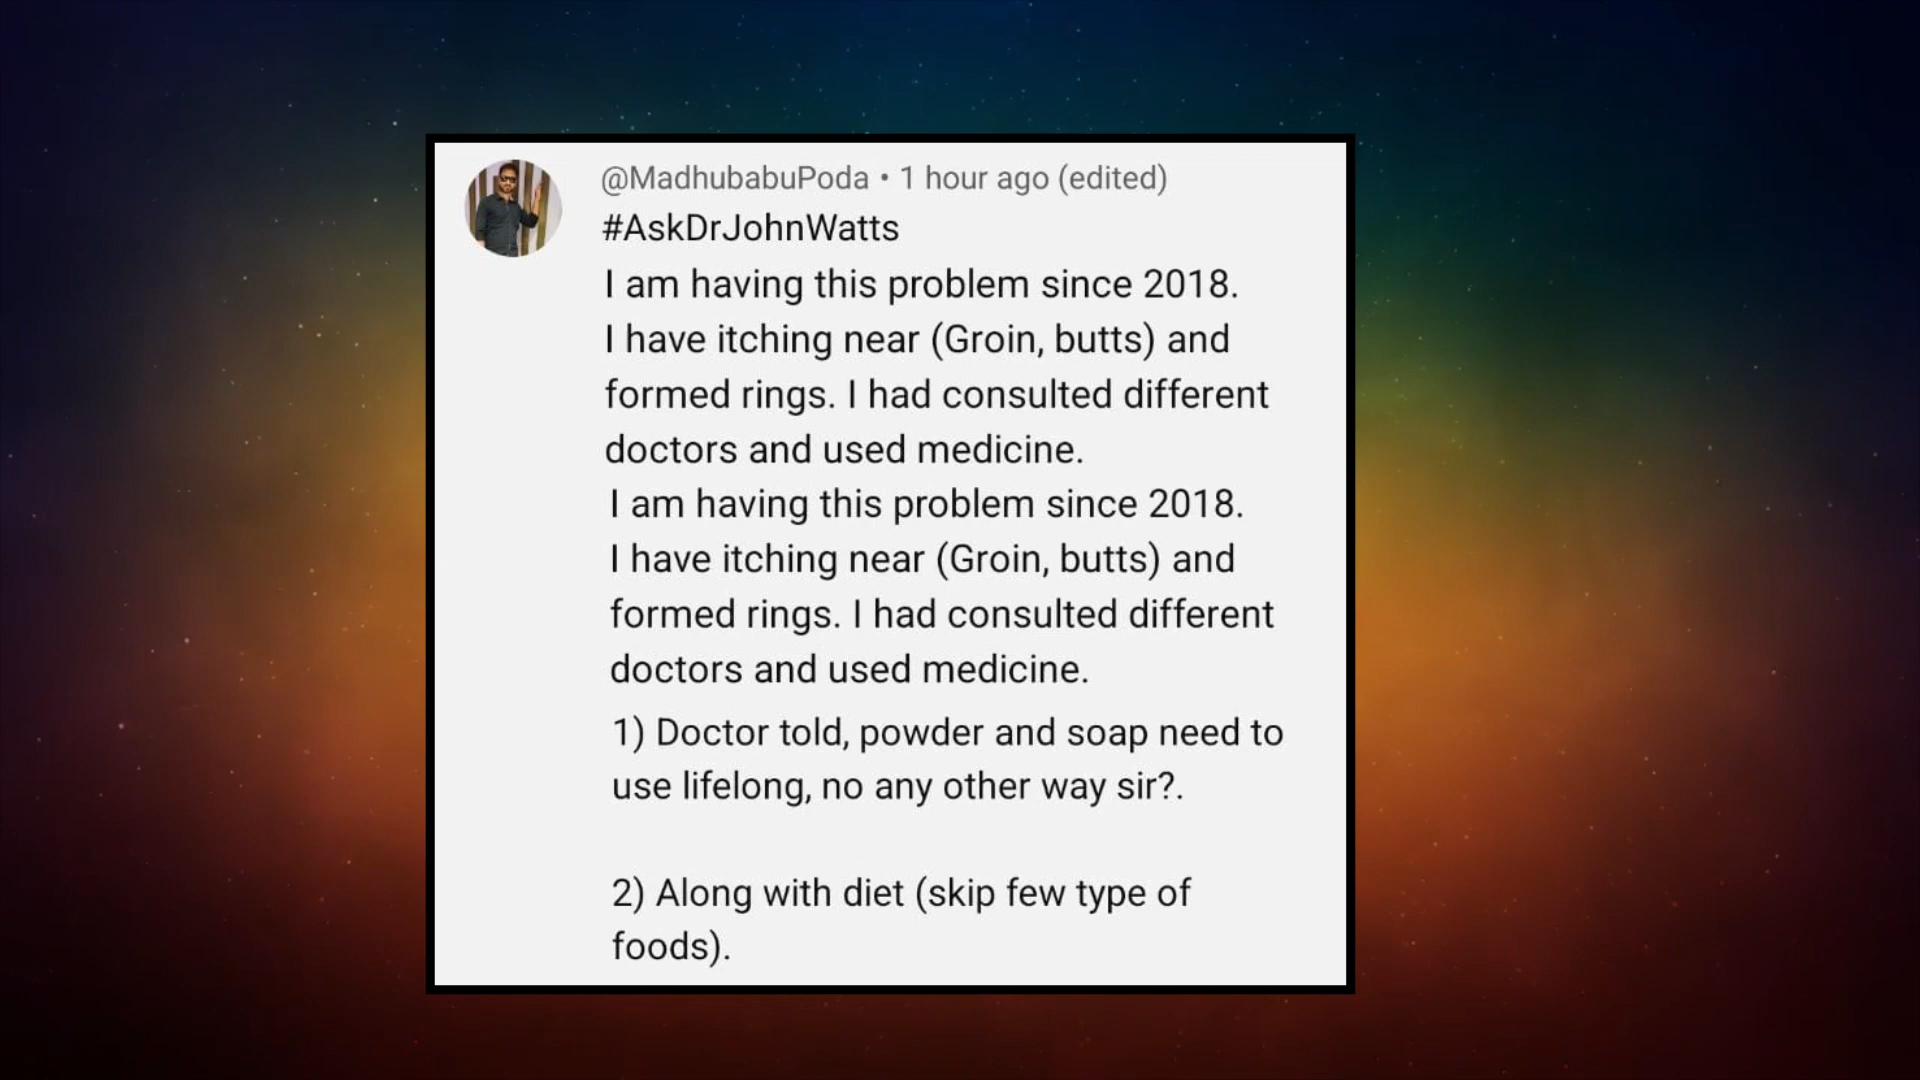 @MadhubabuPoda • 1 hour ago (edited)
#AskDrJohnWatts
I am having this problem since 2018.
I have itching near (Groin, butts) and
formed rings. I had consulted different
doctors and used medicine.
I am having this problem since 2018.
I have itching near (Groin, butts) and
formed rings. I had consulted different
doctors and used medicine.
1) Doctor told, powder and soap need to
use lifelong, no any other way sir?.
2) Along with diet (skip few type of
foods).